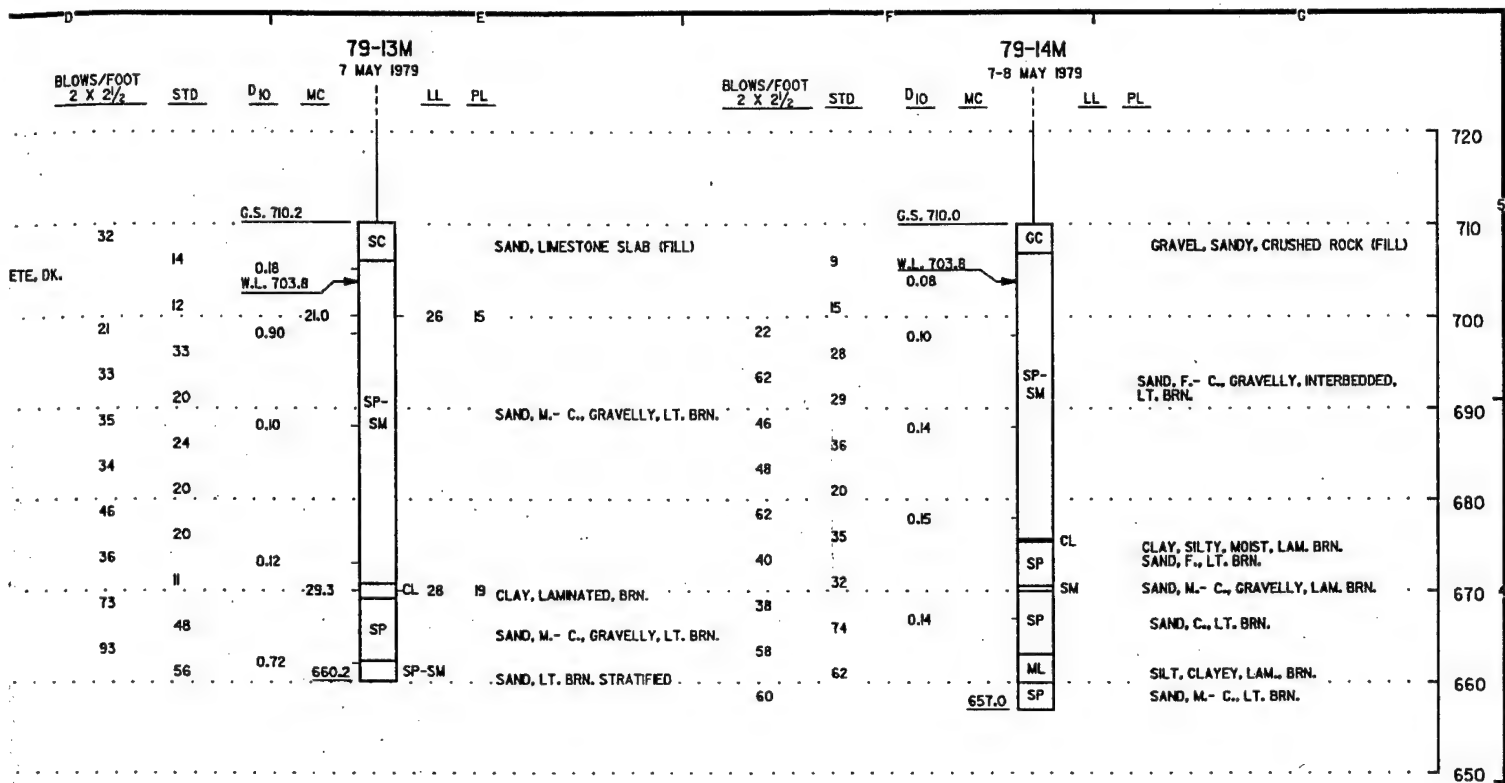 D E F G
79-13M
7 MAY 1979
BLOWS/FOOT
2 X 2½ STD D10 MC LL PL
G.S. 710.2
32
SC
SAND, LIMESTONE SLAB (FILL)
14
0.18
ETE, DK.
W.L. 703.8
12
21.0 26 15
21 0.90
33
33
20
SP-
SM
SAND, M.- C., GRAVELLY, LT. BRN.
35 0.10
24
34
20
46
20
36 0.12
11
29.3 CL 28 19 CLAY, LAMINATED, BRN.
73
48
SP
SAND, M.- C., GRAVELLY, LT. BRN.
93
0.72
56
660.2 SP-SM
SAND, LT. BRN. STRATIFIED
79-14M
7-8 MAY 1979
BLOWS/FOOT
2 X 2½ STD D10 MC LL PL
G.S. 710.0
GC
GRAVEL, SANDY, CRUSHED ROCK (FILL)
9
W.L. 703.8
0.08
15
22 0.10
28
62
29
SP-
SM
SAND, F.- C., GRAVELLY, INTERBEDDED,
LT. BRN.
46 0.14
36
48
20
62 0.15
35
CL
CLAY, SILTY, MOIST, LAM. BRN.
40
SP
SAND, F., LT. BRN.
32
SM
SAND, M.- C., GRAVELLY, LAM. BRN.
38
0.14
74
SP
SAND, C., LT. BRN.
58
62
ML
SILT, CLAYEY, LAM., BRN.
60
SP
SAND, M.- C., LT. BRN.
657.0
720
710
700
690
680
670
660
650
5
4